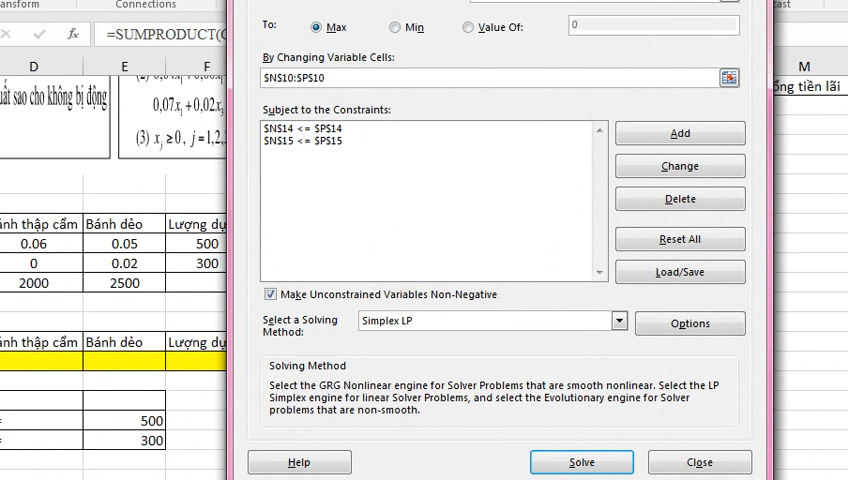 ansform
Connections
=SUMPRODUCT(
To:
Max
Min
Value Of:
0
By Changing Variable Cells:
$N$10:$P$10
Subject to the Constraints:
$N$14 <= $P$14
$N$15 <= $P$15
Add
Change
Delete
Reset All
Load/Save
Make Unconstrained Variables Non-Negative
Select a Solving
Method:
Simplex LP
Options
Solving Method
Select the GRG Nonlinear engine for Solver Problems that are smooth nonlinear. Select the LP
Simplex engine for linear Solver Problems, and select the Evolutionary engine for Solver
problems that are non-smooth.
Help
Solve
Close
D E F M
uất sao cho không bị động
0,07x₁ + 0,02x₃
(3) xⱼ ≥ 0, j = 1,2,
ổng tiền lãi
ánh thập cẩm Bánh dẻo Lượng dự
0.06 0.05 500
0 0.02 300
2000 2500
ánh thập cẩm Bánh dẻo Lượng dự
= 500
= 300